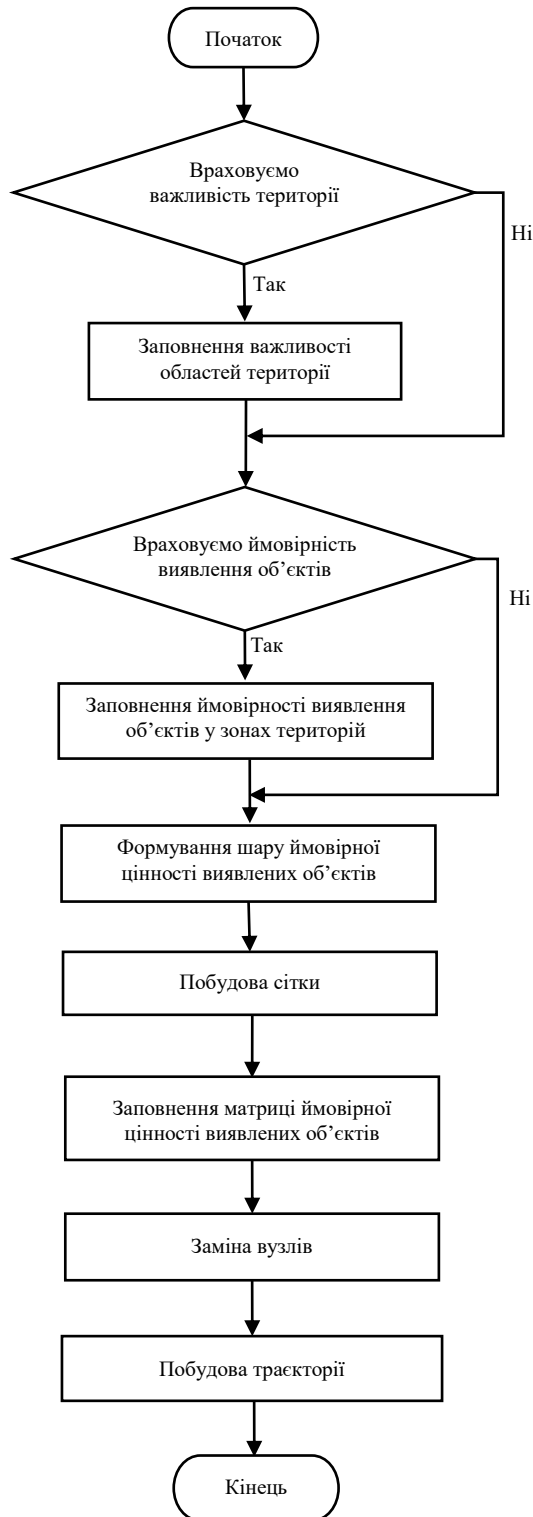 Початок
Враховуємо
важливість території
Ні
Так
Заповнення важливості
областей території
Враховуємо ймовірність
виявлення об’єктів
Ні
Так
Заповнення ймовірності виявлення
об’єктів у зонах територій
Формування шару ймовірної
цінності виявлених об’єктів
Побудова сітки
Заповнення матриці ймовірної
цінності виявлених об’єктів
Заміна вузлів
Побудова траєкторії
Кінець